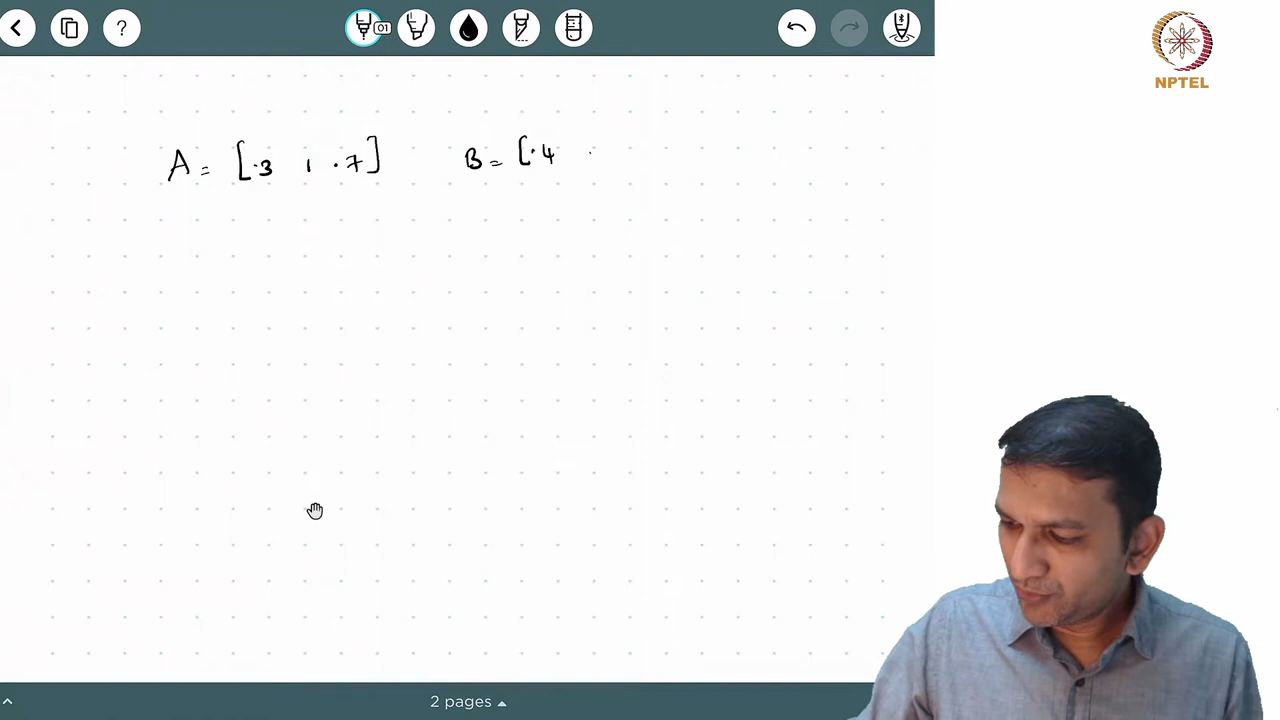 NPTEL
A = [.3 1 .7] B = [.4 .
2 pages